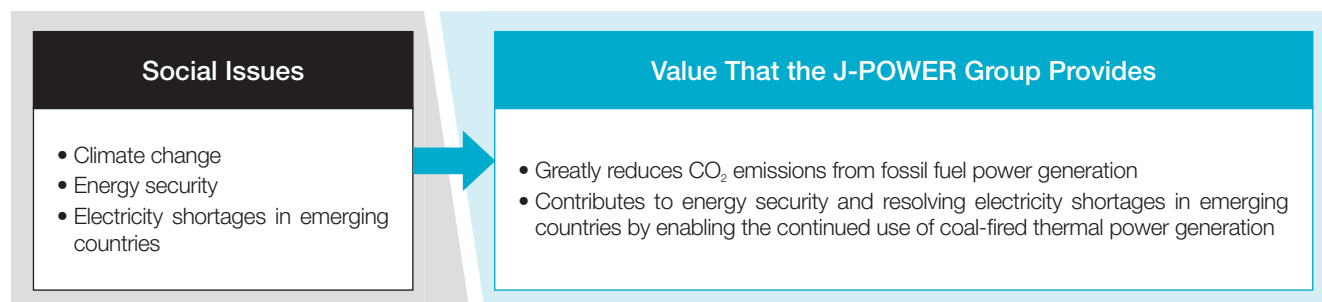 Social Issues
• Climate change
• Energy security
• Electricity shortages in emerging
countries
Value That the J-POWER Group Provides
• Greatly reduces CO₂ emissions from fossil fuel power generation
• Contributes to energy security and resolving electricity shortages in emerging
countries by enabling the continued use of coal-fired thermal power generation